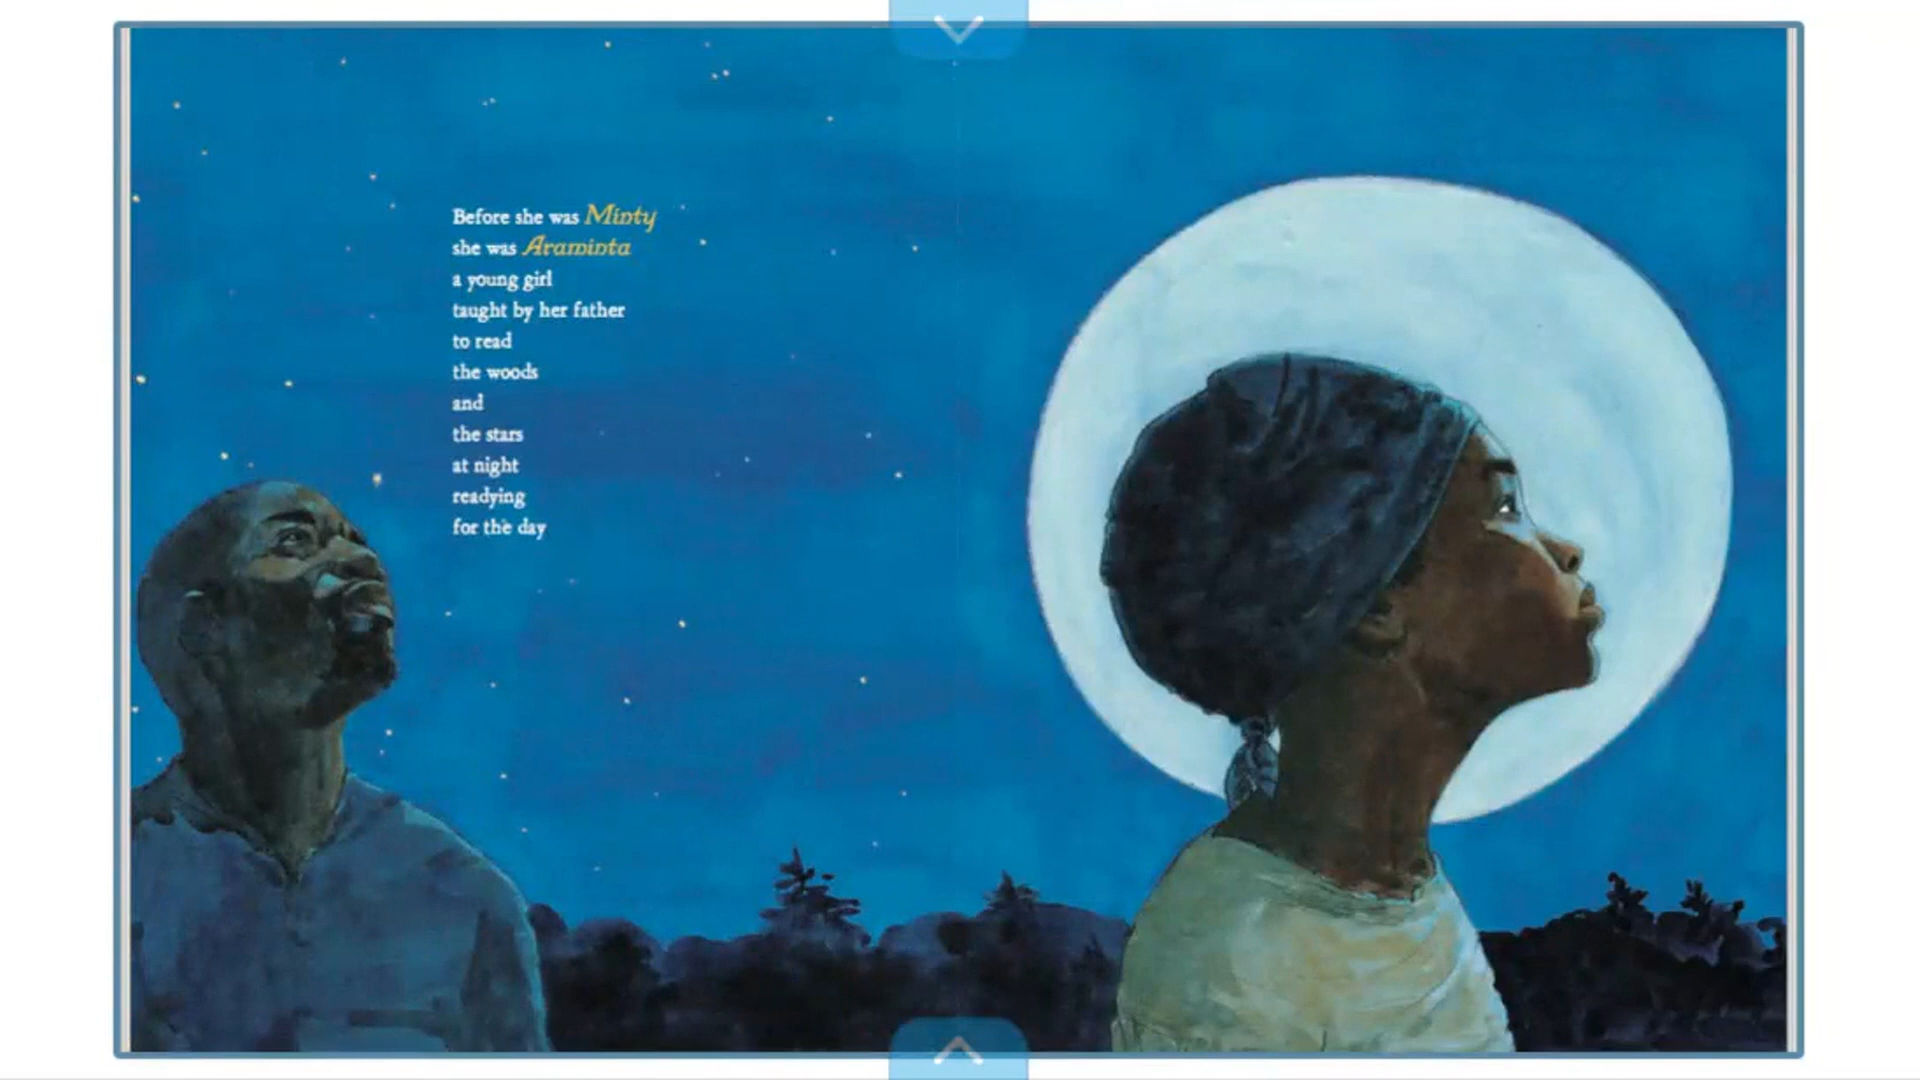 Before she was Minty
she was Araminta
a young girl
taught by her father
to read
the woods
and
the stars
at night
readying
for the day